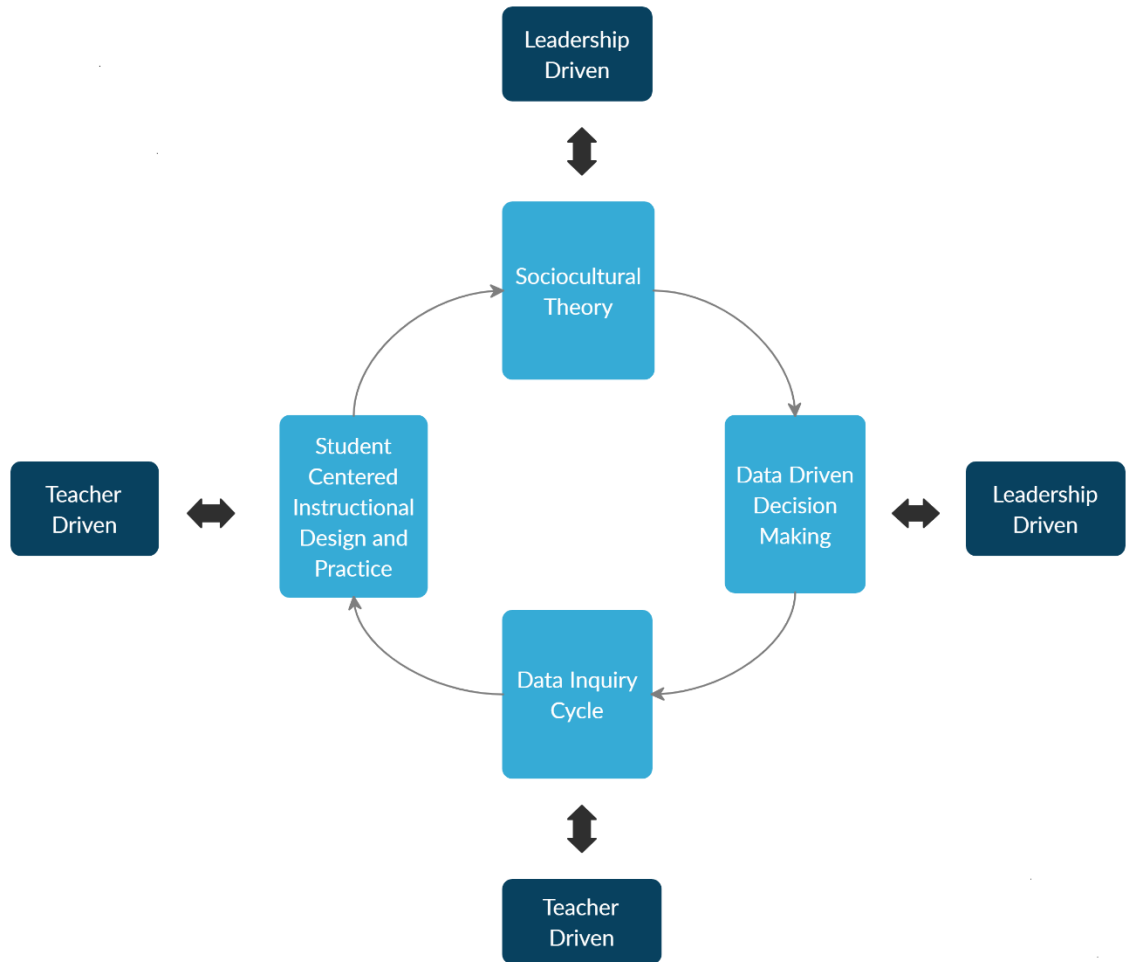 Leadership
Driven
Sociocultural
Theory
Student
Centered
Instructional
Design and
Practice
Teacher
Driven
Data Driven
Decision
Making
Leadership
Driven
Data Inquiry
Cycle
Teacher
Driven